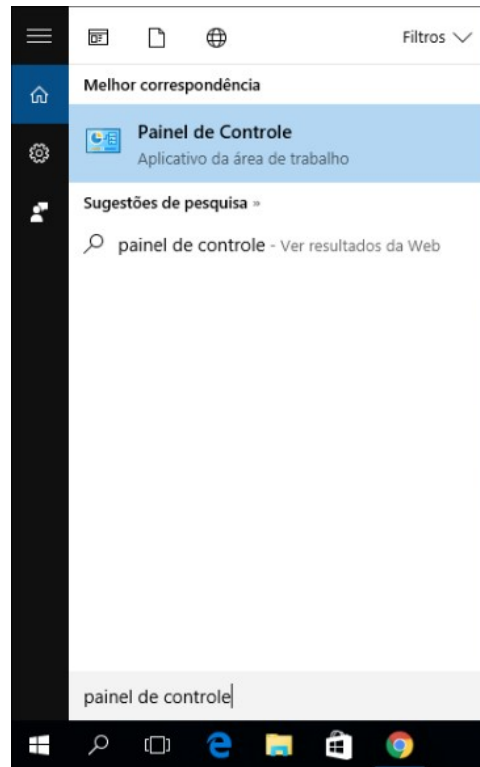 Filtros
Melhor correspondência
Painel de Controle
Aplicativo da área de trabalho
Sugestões de pesquisa »
painel de controle - Ver resultados da Web
painel de controle